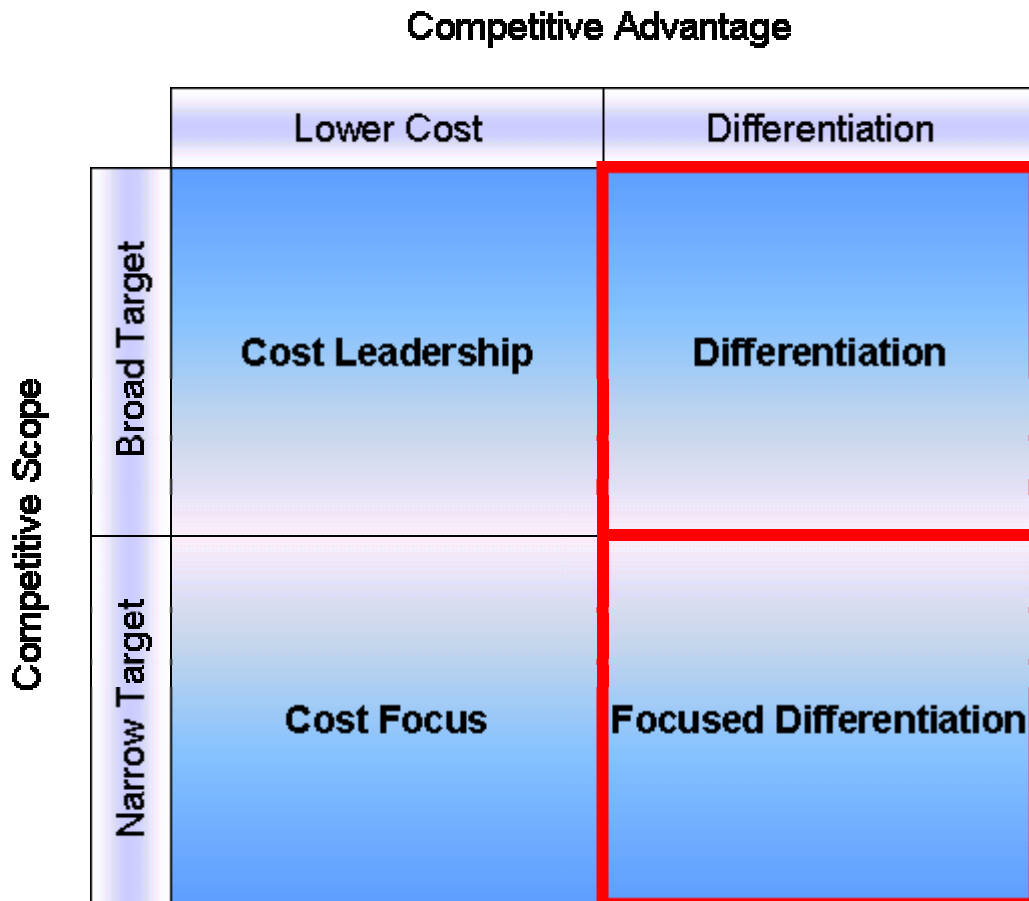 Competitive Advantage
Lower Cost
Differentiation
Competitive Scope
Broad Target
Cost Leadership
Differentiation
Narrow Target
Cost Focus
Focused Differentiation